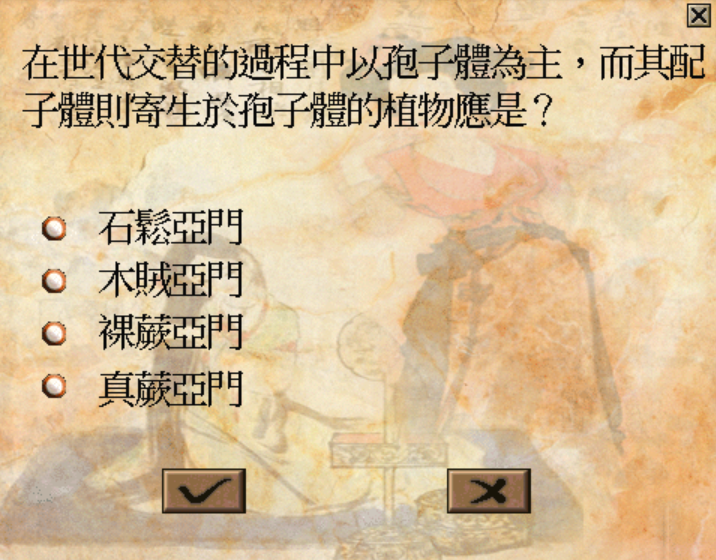 在世代交替的過程中以孢子體為主，而其配
子體則寄生於孢子體的植物應是？
石鬆亞門
木賊亞門
裸蕨亞門
真蕨亞門